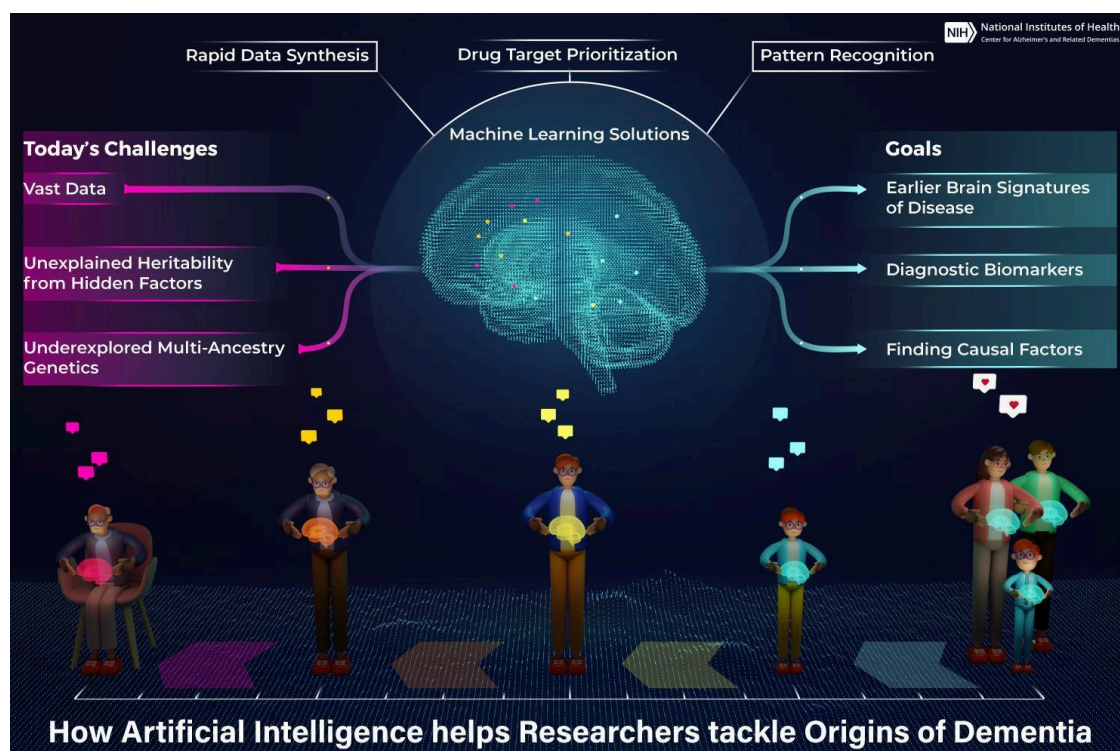 NIH
National Institutes of Health
Center for Alzheimer's and Related Dementias
Rapid Data Synthesis
Drug Target Prioritization
Pattern Recognition
Machine Learning Solutions
Today's Challenges
Vast Data
Unexplained Heritability
from Hidden Factors
Underexplored Multi-Ancestry
Genetics
Goals
Earlier Brain Signatures
of Disease
Diagnostic Biomarkers
Finding Causal Factors
How Artificial Intelligence helps Researchers tackle Origins of Dementia